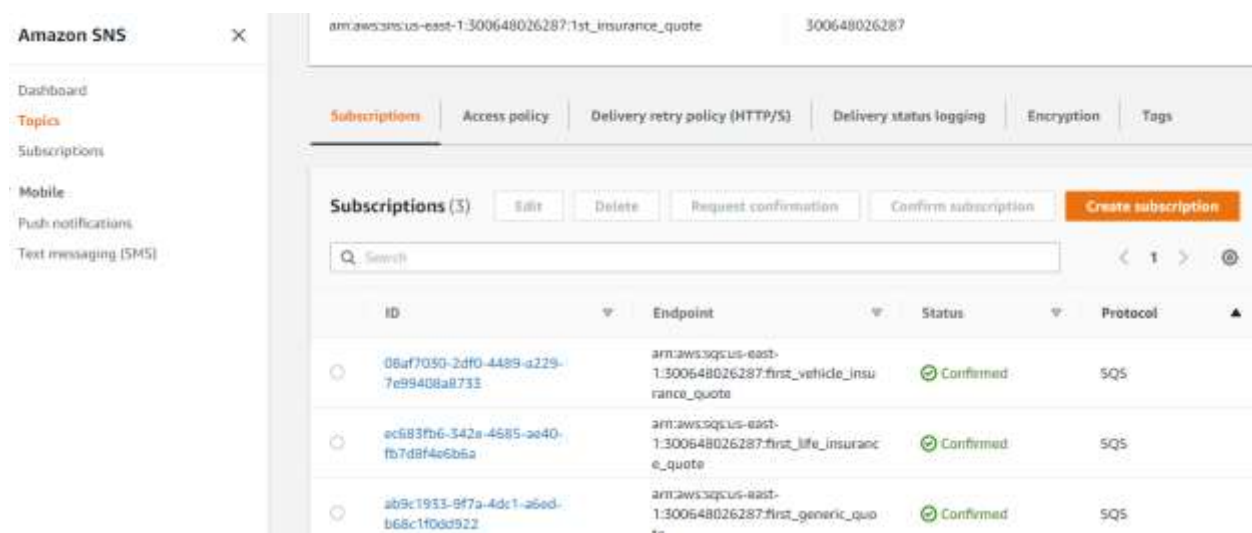 Amazon SNS
arn:aws:sns:us-east-1:300648026287:1st_insurance_quote
300648026287
Dashboard
Topics
Subscriptions
Mobile
Push notifications
Text messaging (SMS)
Subscriptions
Access policy
Delivery retry policy (HTTP/S)
Delivery status logging
Encryption
Tags
Subscriptions (3)
Edit
Delete
Request confirmation
Confirm subscription
Create subscription
Search
1
ID
Endpoint
Status
Protocol
06af7030-2df0-4489-a229-
7e99408a8733
arn:aws:sqs:us-east-
1:300648026287:first_vehicle_insu
rance_quote
Confirmed
SQS
ec683fb6-342e-4685-ae40-
fb7d8f4e6b6a
arn:aws:sqs:us-east-
1:300648026287:first_life_insuranc
e_quote
Confirmed
SQS
ab9c1933-9f7a-4dc1-a6ed-
b68c1f0dd922
arn:aws:sqs:us-east-
1:300648026287:first_generic_quo
Confirmed
SQS